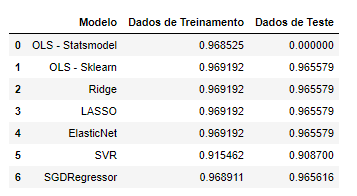 Modelo Dados de Treinamento Dados de Teste
0 OLS - Statsmodel 0.968525 0.000000
1 OLS - Sklearn 0.969192 0.965579
2 Ridge 0.969192 0.965579
3 LASSO 0.969192 0.965579
4 ElasticNet 0.969192 0.965579
5 SVR 0.915462 0.908700
6 SGDRegressor 0.968911 0.965616